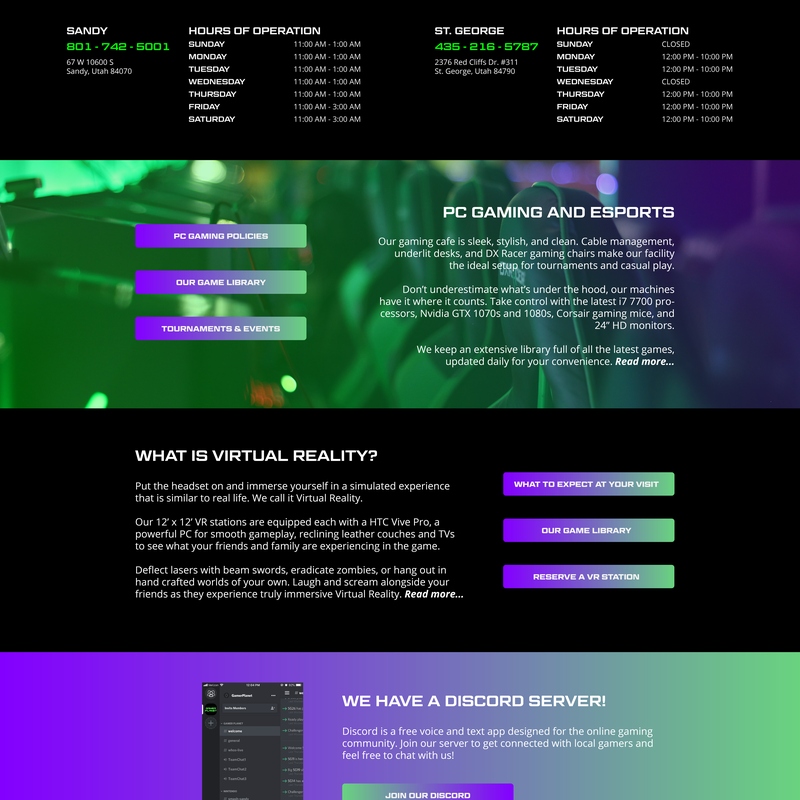 SANDY
801 - 742 - 5001
67 W 10600 S
Sandy, Utah 84070
HOURS OF OPERATION
SUNDAY 11:00 AM - 1:00 AM
MONDAY 11:00 AM - 1:00 AM
TUESDAY 11:00 AM - 1:00 AM
WEDNESDAY 11:00 AM - 1:00 AM
THURSDAY 11:00 AM - 1:00 AM
FRIDAY 11:00 AM - 3:00 AM
SATURDAY 11:00 AM - 3:00 AM
ST. GEORGE
435 - 216 - 5787
2376 Red Cliffs Dr. #311
St. George, Utah 84790
HOURS OF OPERATION
SUNDAY CLOSED
MONDAY 12:00 PM - 10:00 PM
TUESDAY 12:00 PM - 10:00 PM
WEDNESDAY CLOSED
THURSDAY 12:00 PM - 10:00 PM
FRIDAY 12:00 PM - 10:00 PM
SATURDAY 12:00 PM - 10:00 PM
PC GAMING POLICIES
OUR GAME LIBRARY
TOURNAMENTS & EVENTS
PC GAMING AND ESPORTS
Our gaming cafe is sleek, stylish, and clean. Cable management,
underlit desks, and DX Racer gaming chairs make our facility
the ideal setup for tournaments and casual play.
Don’t underestimate what’s under the hood, our machines
have it where it counts. Take control with the latest i7 7700 pro-
cessors, Nvidia GTX 1070s and 1080s, Corsair gaming mice, and
24” HD monitors.
We keep an extensive library full of all the latest games,
updated daily for your convenience. Read more...
WHAT IS VIRTUAL REALITY?
Put the headset on and immerse yourself in a simulated experience
that is similar to real life. We call it Virtual Reality.
Our 12’ x 12’ VR stations are equipped each with a HTC Vive Pro, a
powerful PC for smooth gameplay, reclining leather couches and TVs
to see what your friends and family are experiencing in the game.
Deflect lasers with beam swords, eradicate zombies, or hang out in
hand crafted worlds of your own. Laugh and scream alongside your
friends as they experience truly immersive Virtual Reality. Read more...
WHAT TO EXPECT AT YOUR VISIT
OUR GAME LIBRARY
RESERVE A VR STATION
GamerPlanet
Invite Members
welcome
general
WE HAVE A DISCORD SERVER!
Discord is a free voice and text app designed for the online gaming
community. Join our server to get connected with local gamers and
feel free to chat with us!
JOIN OUR DISCORD